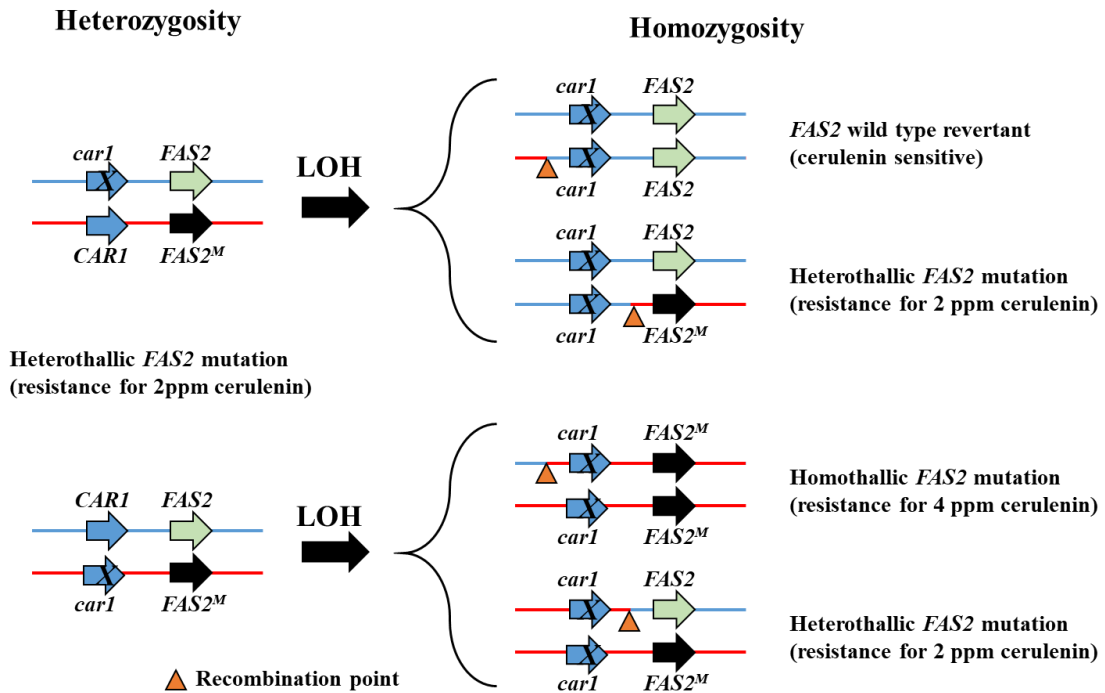 Heterozygosity
Homozygosity
car1 FAS2
CAR1 FAS2M
LOH
car1 FAS2
car1 FAS2
FAS2 wild type revertant
(cerulenin sensitive)
car1 FAS2
car1 FAS2M
Heterothallic FAS2 mutation
(resistance for 2 ppm cerulenin)
Heterothallic FAS2 mutation
(resistance for 2ppm cerulenin)
CAR1 FAS2
car1 FAS2M
LOH
car1 FAS2M
car1 FAS2M
Homothallic FAS2 mutation
(resistance for 4 ppm cerulenin)
car1 FAS2
car1 FAS2M
Heterothallic FAS2 mutation
(resistance for 2 ppm cerulenin)
Recombination point